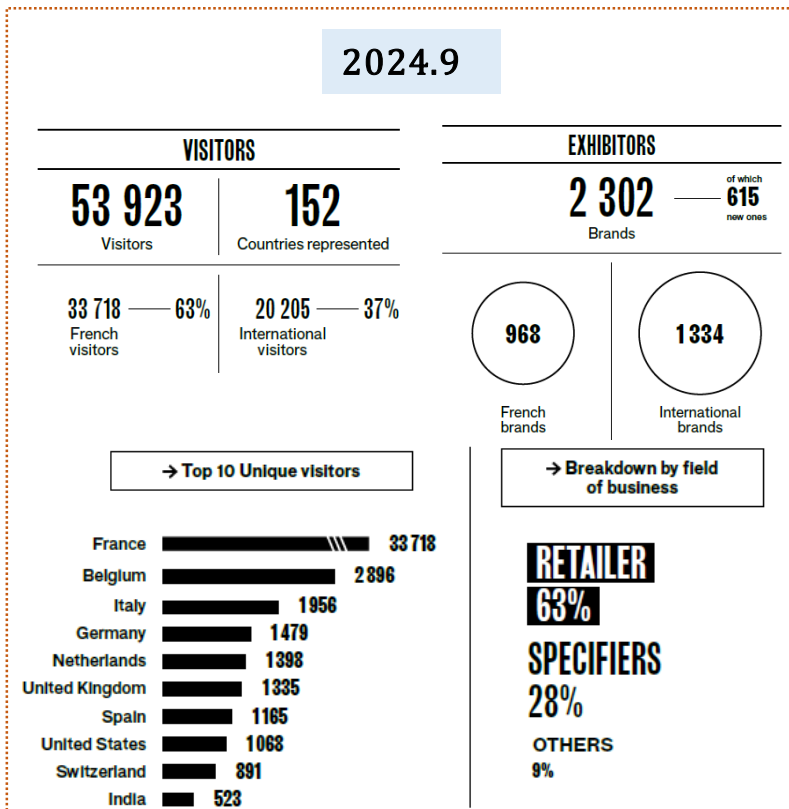 2024.9
VISITORS
53 923
Visitors
152
Countries represented
33 718 63%
French
visitors
20 205 37%
International
visitors
EXHIBITORS
2 302
Brands
of which
615
new ones
968
French
brands
1 334
International
brands
→ Top 10 Unique visitors
France 33 718
Belgium 2 896
Italy 1 956
Germany 1 479
Netherlands 1 398
United Kingdom 1 335
Spain 1 165
United States 1 068
Switzerland 891
India 523
→ Breakdown by field
of business
RETAILER
63%
SPECIFIERS
28%
OTHERS
9%